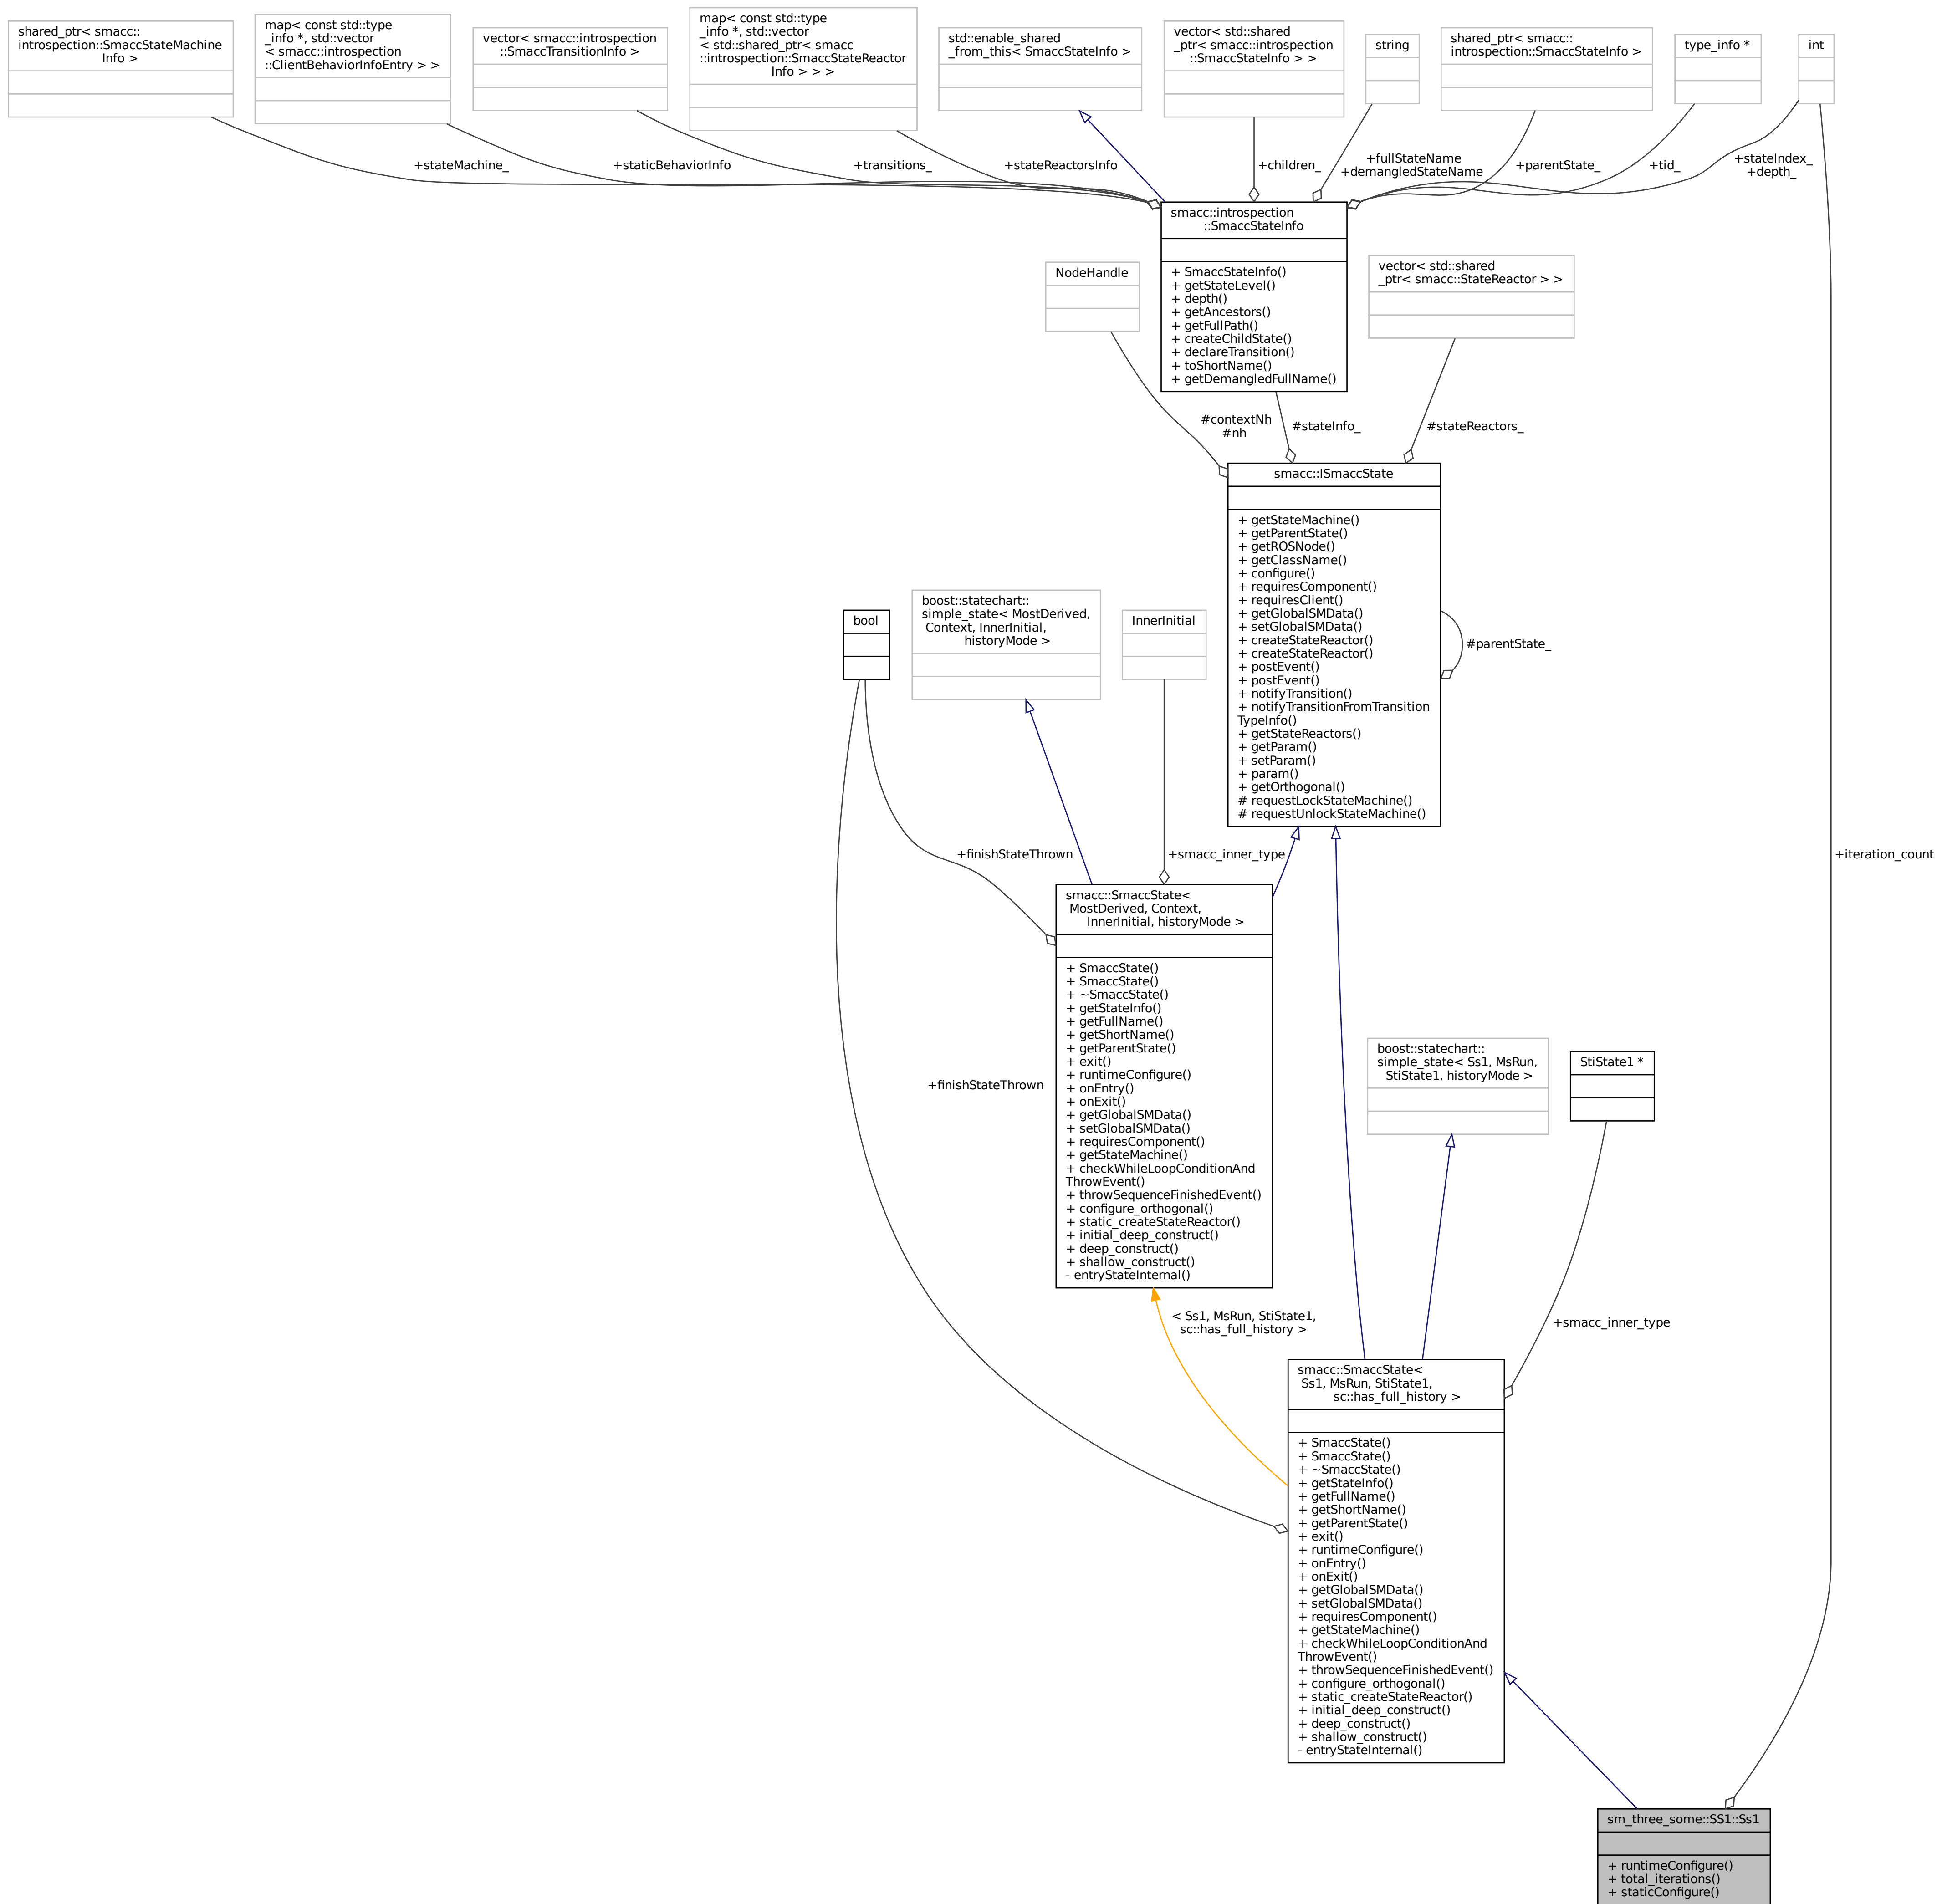 shared_ptr< smacc::
introspection::SmaccStateMachine
Info >
map< const std::type
_info *, std::vector
< smacc::introspection
::ClientBehaviorInfoEntry > >
vector< smacc::introspection
::SmaccTransitionInfo >
map< const std::type
_info *, std::vector
< std::shared_ptr< smacc
::introspection::SmaccStateReactor
Info > > >
std::enable_shared
_from_this< SmaccStateInfo >
vector< std::shared
_ptr< smacc::introspection
::SmaccStateInfo > >
string
shared_ptr< smacc::
introspection::SmaccStateInfo >
type_info *
int
+stateMachine_
+staticBehaviorInfo
+transitions_
+stateReactorsInfo
+children_
+fullStateName
+demangledStateName
+parentState_
+tid_
+stateIndex_
+depth_
smacc::introspection
::SmaccStateInfo
+ SmaccStateInfo()
+ getStateLevel()
+ depth()
+ getAncestors()
+ getFullPath()
+ createChildState()
+ declareTransition()
+ toShortName()
+ getDemangledFullName()
NodeHandle
vector< std::shared
_ptr< smacc::StateReactor > >
#contextNh
#nh
#stateInfo_
#stateReactors_
smacc::ISmaccState
+ getStateMachine()
+ getParentState()
+ getROSNode()
+ getClassName()
+ configure()
+ requiresComponent()
+ requiresClient()
+ getGlobalSMData()
+ setGlobalSMData()
+ createStateReactor()
+ createStateReactor()
+ postEvent()
+ postEvent()
+ notifyTransition()
+ notifyTransitionFromTransition
TypeInfo()
+ getStateReactors()
+ getParam()
+ setParam()
+ param()
+ getOrthogonal()
# requestLockStateMachine()
# requestUnlockStateMachine()
#parentState_
bool
boost::statechart::
simple_state< MostDerived,
Context, InnerInitial,
historyMode >
InnerInitial
+finishStateThrown
+smacc_inner_type
+iteration_count
smacc::SmaccState<
MostDerived, Context,
InnerInitial, historyMode >
+ SmaccState()
+ SmaccState()
+ ~SmaccState()
+ getStateInfo()
+ getFullName()
+ getShortName()
+ getParentState()
+ exit()
+ runtimeConfigure()
+ onEntry()
+ onExit()
+ getGlobalSMData()
+ setGlobalSMData()
+ requiresComponent()
+ getStateMachine()
+ checkWhileLoopConditionAnd
ThrowEvent()
+ throwSequenceFinishedEvent()
+ configure_orthogonal()
+ static_createStateReactor()
+ initial_deep_construct()
+ deep_construct()
+ shallow_construct()
- entryStateInternal()
+finishStateThrown
boost::statechart::
simple_state< Ss1, MsRun,
StiState1, historyMode >
StiState1 *
< Ss1, MsRun, StiState1,
sc::has_full_history >
+smacc_inner_type
smacc::SmaccState<
Ss1, MsRun, StiState1,
sc::has_full_history >
+ SmaccState()
+ SmaccState()
+ ~SmaccState()
+ getStateInfo()
+ getFullName()
+ getShortName()
+ getParentState()
+ exit()
+ runtimeConfigure()
+ onEntry()
+ onExit()
+ getGlobalSMData()
+ setGlobalSMData()
+ requiresComponent()
+ getStateMachine()
+ checkWhileLoopConditionAnd
ThrowEvent()
+ throwSequenceFinishedEvent()
+ configure_orthogonal()
+ static_createStateReactor()
+ initial_deep_construct()
+ deep_construct()
+ shallow_construct()
- entryStateInternal()
sm_three_some::SS1::Ss1
+ runtimeConfigure()
+ total_iterations()
+ staticConfigure()